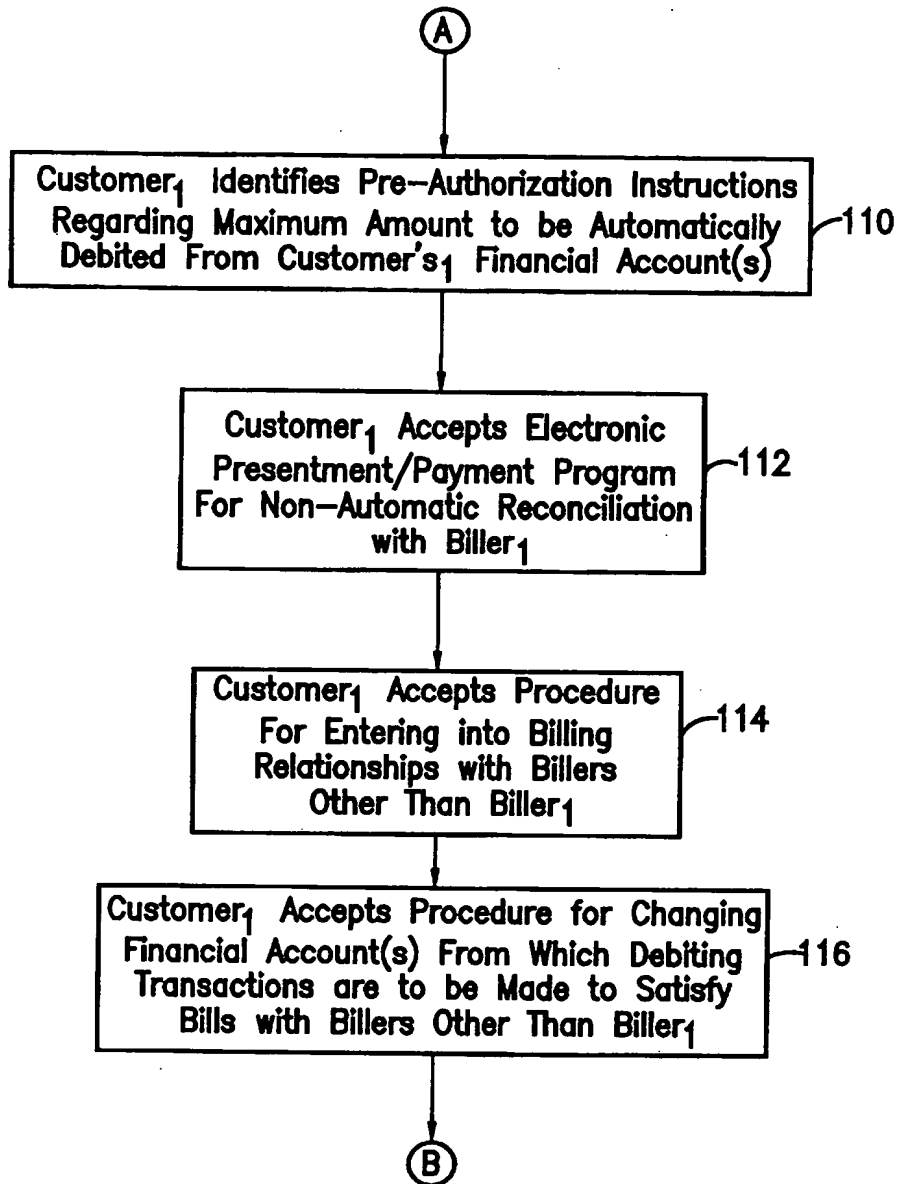 A
Customer₁ Identifies Pre-Authorization Instructions
Regarding Maximum Amount to be Automatically
Debited From Customer's₁ Financial Account(s)
110
Customer₁ Accepts Electronic
Presentment/Payment Program
For Non-Automatic Reconciliation
with Biller₁
112
Customer₁ Accepts Procedure
For Entering into Billing
Relationships with Billers
Other Than Biller₁
114
Customer₁ Accepts Procedure for Changing
Financial Account(s) From Which Debiting
Transactions are to be Made to Satisfy
Bills with Billers Other Than Biller₁
116
B